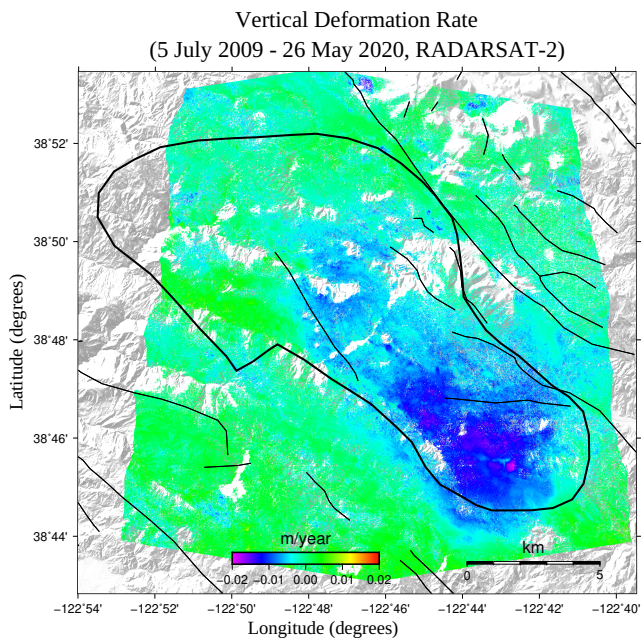 Vertical Deformation Rate
(5 July 2009 - 26 May 2020, RADARSAT-2)
38˚52'
38˚50'
38˚48'
38˚46'
38˚44'
Latitude (degrees)
m/year
−0.02 −0.01 0.00 0.01 0.02
km
0 5
−122˚54' −122˚52' −122˚50' −122˚48' −122˚46' −122˚44' −122˚42' −122˚40'
Longitude (degrees)